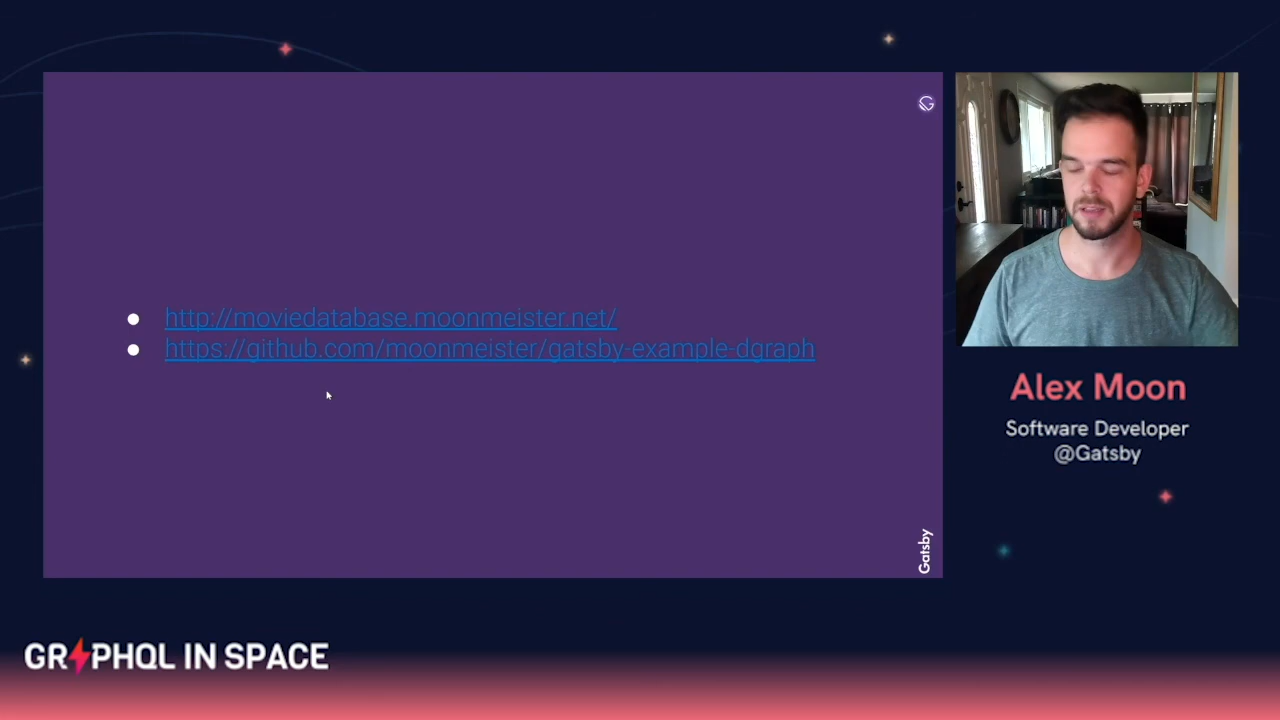 http://moviedatabase.moonmeister.net/
https://github.com/moonmeister/gatsby-example-dgraph
Gatsby
Alex Moon
Software Developer
@Gatsby
GRAPHQL IN SPACE